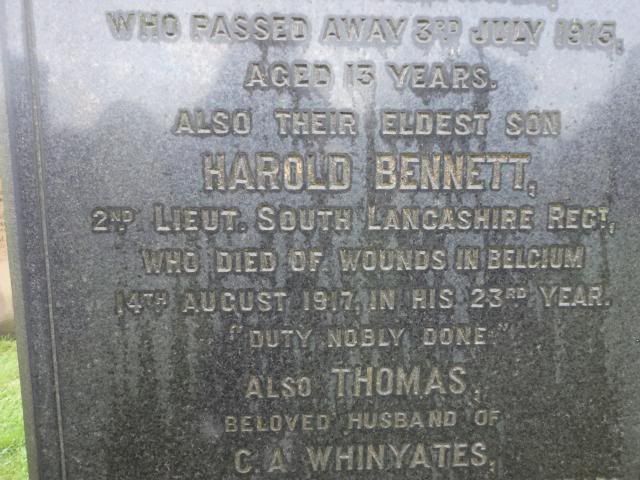 WHO PASSED AWAY 3RD JULY 1915,
AGED 13 YEARS.
ALSO THEIR ELDEST SON
HAROLD BENNETT,
2ND LIEUT. SOUTH LANCASHIRE REGT,
WHO DIED OF WOUNDS IN BELGIUM
14TH AUGUST 1917, IN HIS 23RD YEAR.
"DUTY NOBLY DONE"
ALSO THOMAS,
BELOVED HUSBAND OF
C. A WHINYATES,